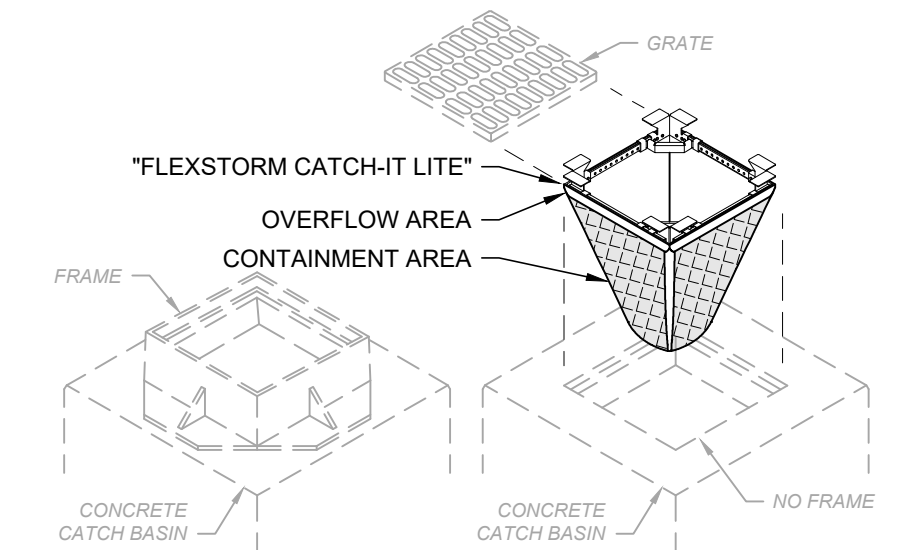 GRATE
"FLEXSTORM CATCH-IT LITE"
OVERFLOW AREA
CONTAINMENT AREA
FRAME
CONCRETE
CATCH BASIN
CONCRETE
CATCH BASIN
NO FRAME